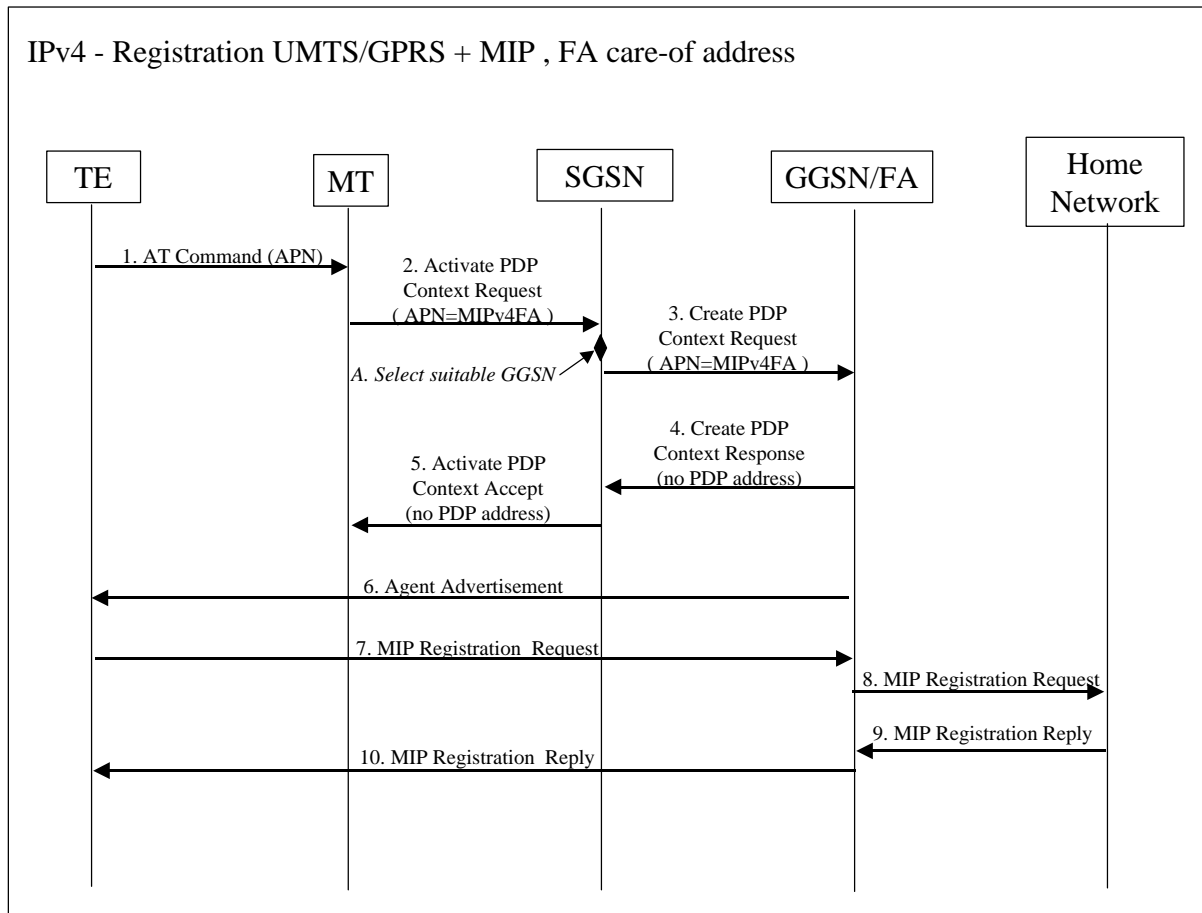 IPv4 - Registration UMTS/GPRS + MIP , FA care-of address
TE
MT
SGSN
GGSN/FA
Home
Network
1. AT Command (APN)
2. Activate PDP
Context Request
( APN=MIPv4FA )
3. Create PDP
Context Request
( APN=MIPv4FA )
A. Select suitable GGSN
4. Create PDP
Context Response
(no PDP address)
5. Activate PDP
Context Accept
(no PDP address)
6. Agent Advertisement
7. MIP Registration Request
8. MIP Registration Request
9. MIP Registration Reply
10. MIP Registration Reply